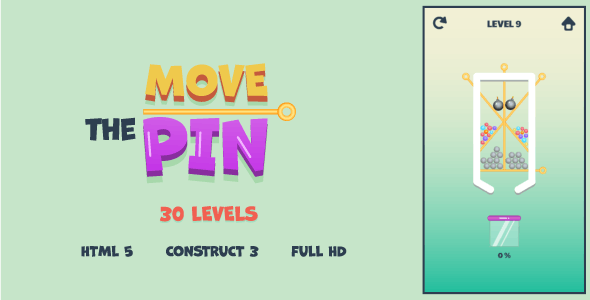 MOVE
THE PIN
30 LEVELS
HTML 5 CONSTRUCT 3 FULL HD
LEVEL 9
0 %